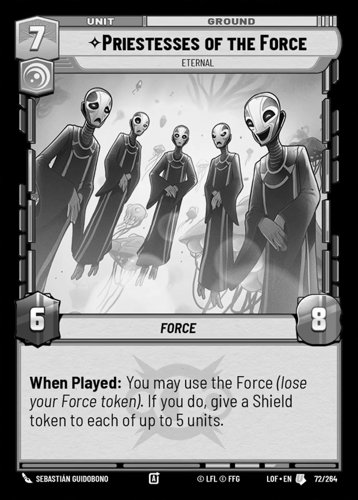 UNIT
GROUND
7
✧PRIESTESSES OF THE FORCE
ETERNAL
6
8
FORCE
When Played: You may use the Force (lose
your Force token). If you do, give a Shield
token to each of up to 5 units.
SEBASTIÁN GUIDOBONO
A
© LFL © FFG
LOF • EN
72/264